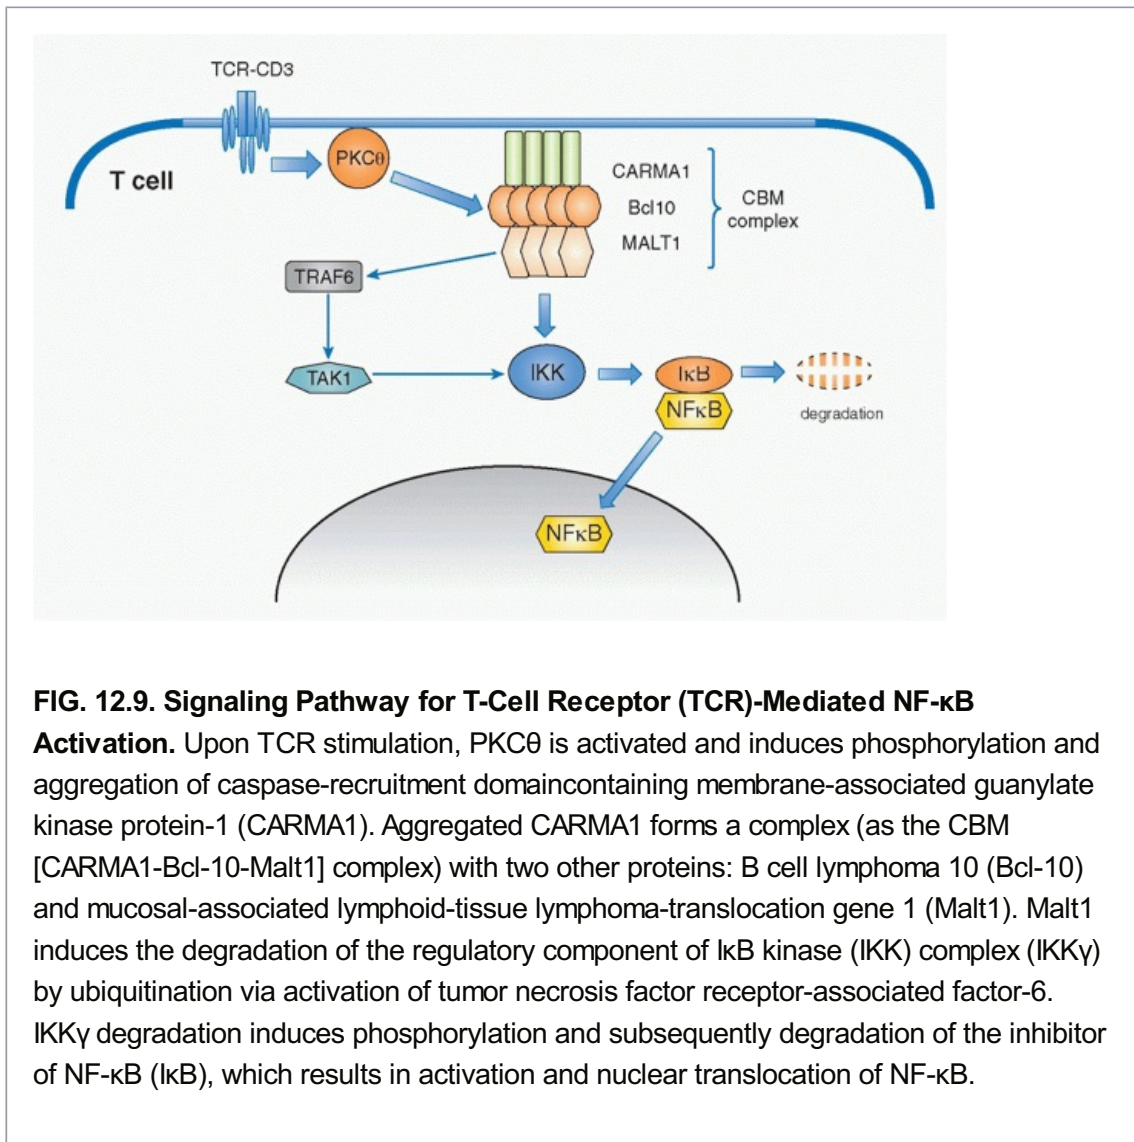 TCR-CD3
T cell
PKCθ
CARMA1
Bcl10
MALT1
CBM
complex
TRAF6
TAK1
IKK
IκB
NFκB
degradation
NFκB
FIG. 12.9. Signaling Pathway for T-Cell Receptor (TCR)-Mediated NF-κB
Activation. Upon TCR stimulation, PKCθ is activated and induces phosphorylation and
aggregation of caspase-recruitment domaincontaining membrane-associated guanylate
kinase protein-1 (CARMA1). Aggregated CARMA1 forms a complex (as the CBM
[CARMA1-Bcl-10-Malt1] complex) with two other proteins: B cell lymphoma 10 (Bcl-10)
and mucosal-associated lymphoid-tissue lymphoma-translocation gene 1 (Malt1). Malt1
induces the degradation of the regulatory component of IκB kinase (IKK) complex (IKKγ)
by ubiquitination via activation of tumor necrosis factor receptor-associated factor-6.
IKKγ degradation induces phosphorylation and subsequently degradation of the inhibitor
of NF-κB (IκB), which results in activation and nuclear translocation of NF-κB.